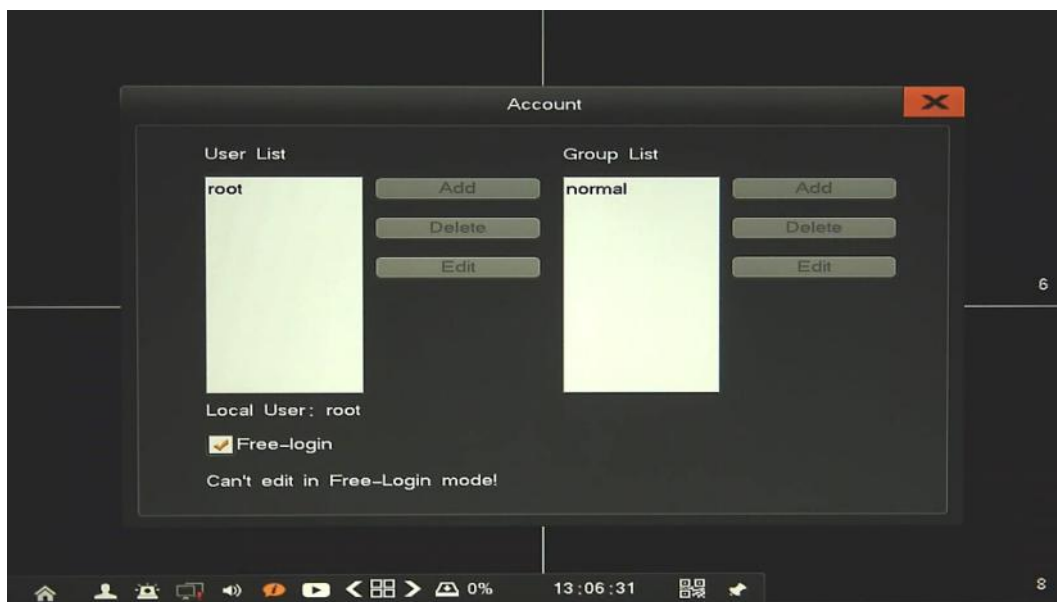 Account
User List
Group List
root
Add
normal
Add
Delete
Delete
Edit
Edit
6
Local User: root
Free-login
Can't edit in Free-Login mode!
0%
13:06:31
8